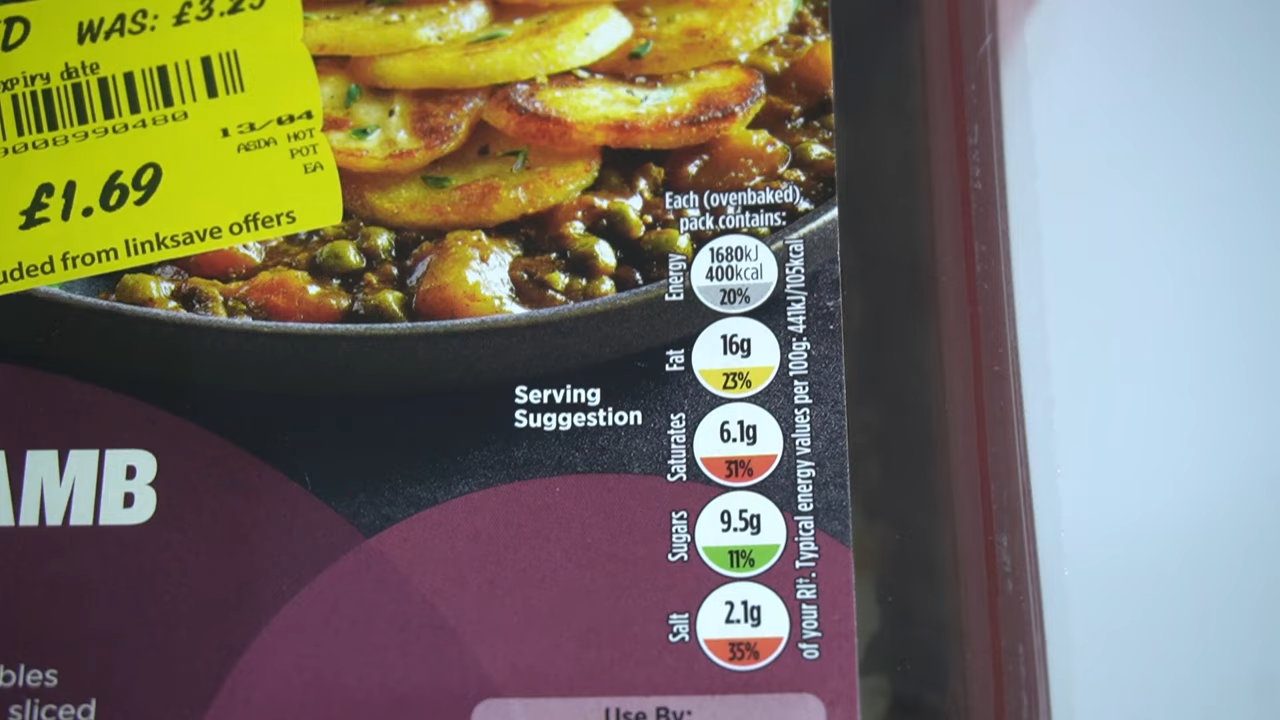 D WAS: £3.25
xpiry date
13/04
ASDA HOT
POT
EA
£1.69
uded from linksave offers
Each (ovenbaked)
pack contains:
Energy
1680kJ
400kcal
20%
Fat
16g
23%
Saturates
6.1g
31%
Sugars
9.5g
11%
Salt
2.1g
35%
of your RI†. Typical energy values per 100g: 441kJ/105kcal
Serving
Suggestion
AMB
bles
sliced
Use By: